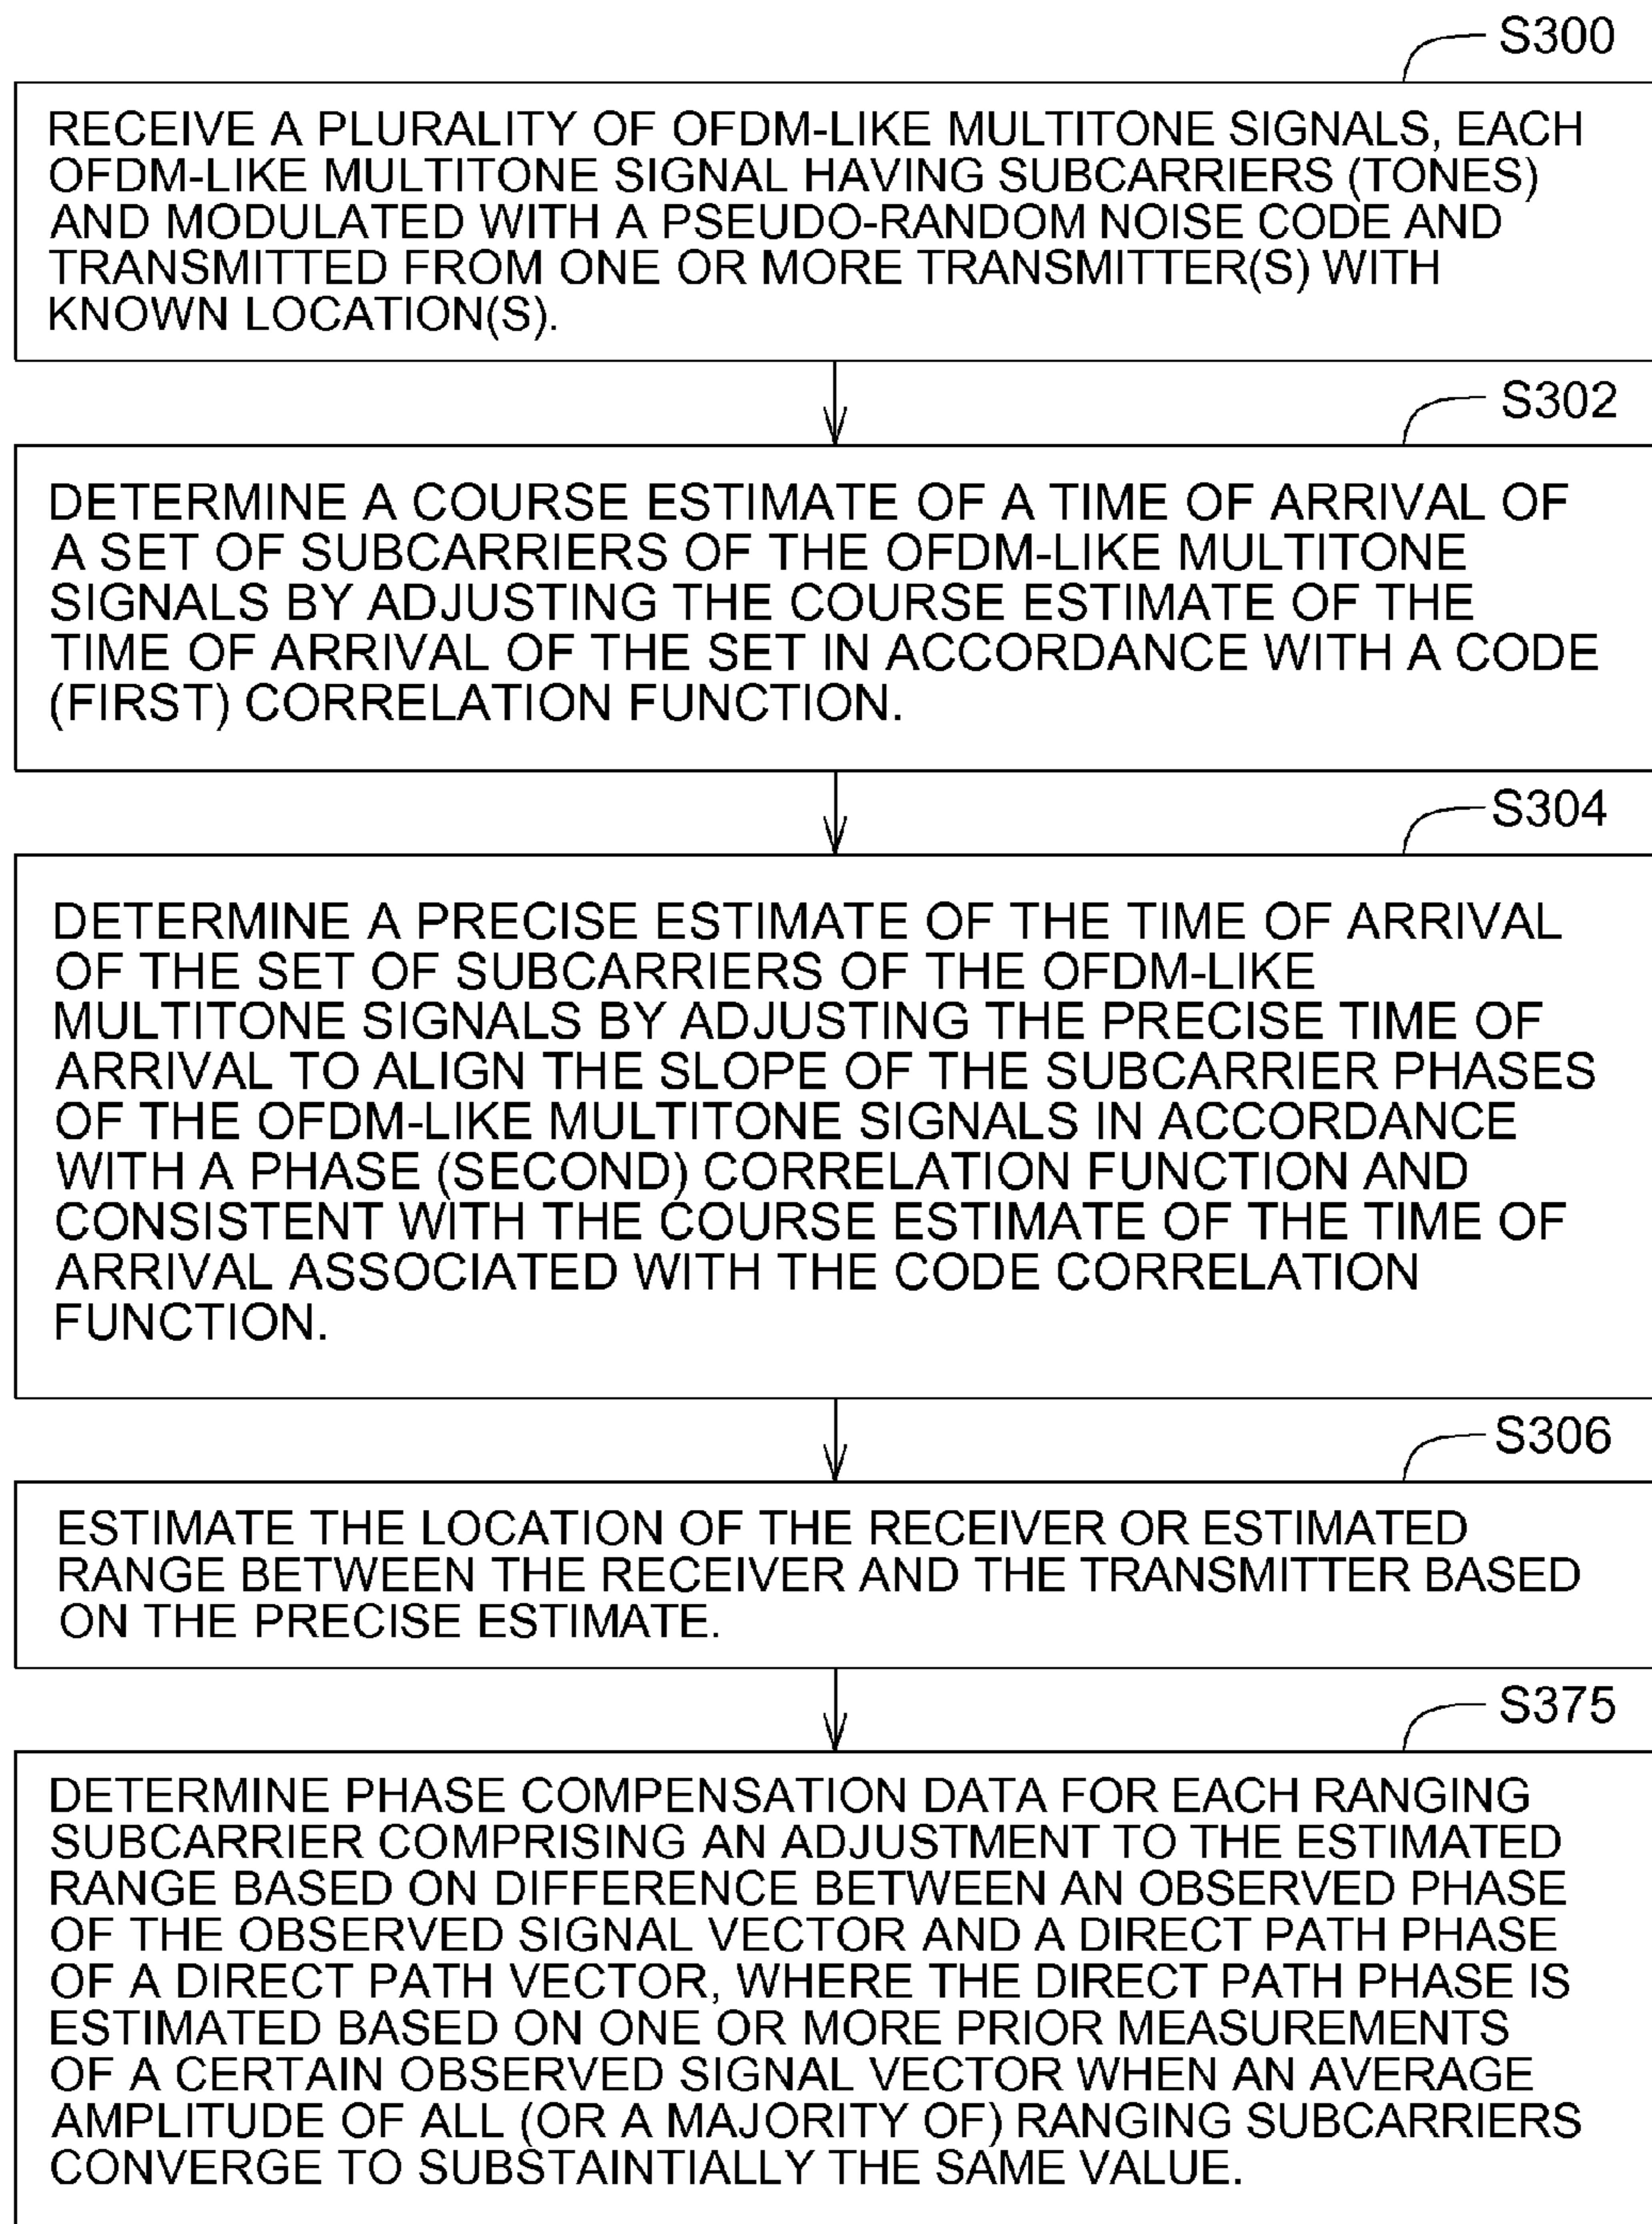 S300
RECEIVE A PLURALITY OF OFDM-LIKE MULTITONE SIGNALS, EACH
OFDM-LIKE MULTITONE SIGNAL HAVING SUBCARRIERS (TONES)
AND MODULATED WITH A PSEUDO-RANDOM NOISE CODE AND
TRANSMITTED FROM ONE OR MORE TRANSMITTER(S) WITH
KNOWN LOCATION(S).
S302
DETERMINE A COURSE ESTIMATE OF A TIME OF ARRIVAL OF
A SET OF SUBCARRIERS OF THE OFDM-LIKE MULTITONE
SIGNALS BY ADJUSTING THE COURSE ESTIMATE OF THE
TIME OF ARRIVAL OF THE SET IN ACCORDANCE WITH A CODE
(FIRST) CORRELATION FUNCTION.
S304
DETERMINE A PRECISE ESTIMATE OF THE TIME OF ARRIVAL
OF THE SET OF SUBCARRIERS OF THE OFDM-LIKE
MULTITONE SIGNALS BY ADJUSTING THE PRECISE TIME OF
ARRIVAL TO ALIGN THE SLOPE OF THE SUBCARRIER PHASES
OF THE OFDM-LIKE MULTITONE SIGNALS IN ACCORDANCE
WITH A PHASE (SECOND) CORRELATION FUNCTION AND
CONSISTENT WITH THE COURSE ESTIMATE OF THE TIME OF
ARRIVAL ASSOCIATED WITH THE CODE CORRELATION
FUNCTION.
S306
ESTIMATE THE LOCATION OF THE RECEIVER OR ESTIMATED
RANGE BETWEEN THE RECEIVER AND THE TRANSMITTER BASED
ON THE PRECISE ESTIMATE.
S375
DETERMINE PHASE COMPENSATION DATA FOR EACH RANGING
SUBCARRIER COMPRISING AN ADJUSTMENT TO THE ESTIMATED
RANGE BASED ON DIFFERENCE BETWEEN AN OBSERVED PHASE
OF THE OBSERVED SIGNAL VECTOR AND A DIRECT PATH PHASE
OF A DIRECT PATH VECTOR, WHERE THE DIRECT PATH PHASE IS
ESTIMATED BASED ON ONE OR MORE PRIOR MEASUREMENTS
OF A CERTAIN OBSERVED SIGNAL VECTOR WHEN AN AVERAGE
AMPLITUDE OF ALL (OR A MAJORITY OF) RANGING SUBCARRIERS
CONVERGE TO SUBSTAINTIALLY THE SAME VALUE.